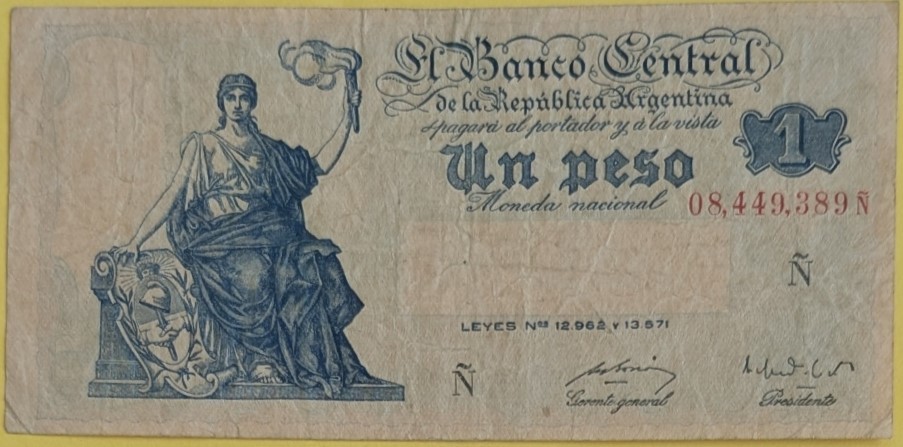 El Banco Central
de la República Argentina
pagará al portador y á la vista
1
Un peso
Moneda nacional
08,449,389 Ñ
Ñ
LEYES Nos 12.962 y 13.571
Ñ
Gerente general
Presidente